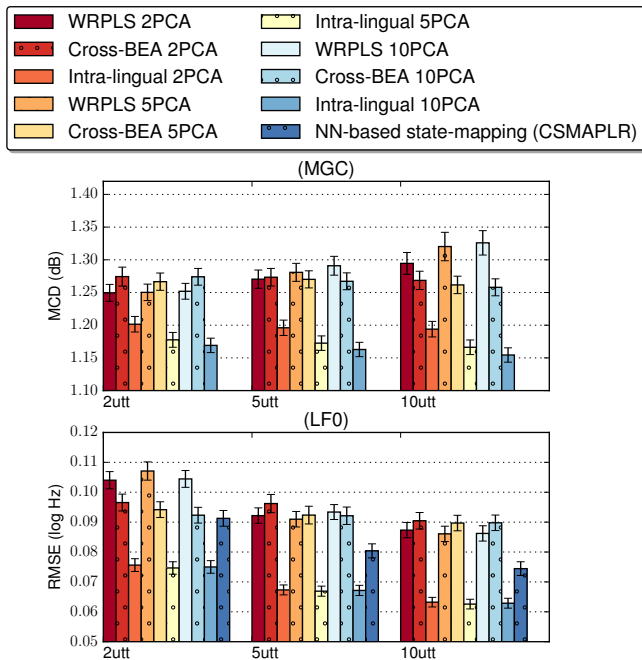 WRPLS 2PCA
Cross-BEA 2PCA
Intra-lingual 2PCA
WRPLS 5PCA
Cross-BEA 5PCA
Intra-lingual 5PCA
WRPLS 10PCA
Cross-BEA 10PCA
Intra-lingual 10PCA
NN-based state-mapping (CSMAPLR)
(MGC)
MCD (dB)
1.40
1.35
1.30
1.25
1.20
1.15
1.10
2utt 5utt 10utt
(LF0)
RMSE (log Hz)
0.12
0.11
0.10
0.09
0.08
0.07
0.06
0.05
2utt 5utt 10utt